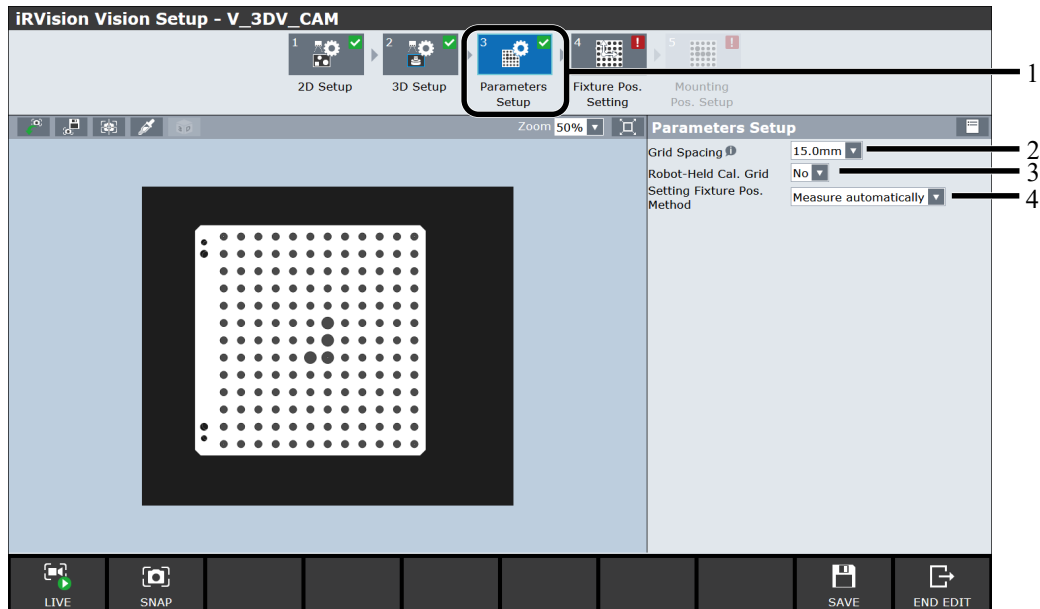 iRVision Vision Setup - V_3DV_CAM
1
2
3
4
5
2D Setup
3D Setup
Parameters
Setup
Fixture Pos.
Setting
Mounting
Pos. Setup
1
Zoom 50%
Parameters Setup
Grid Spacing
15.0mm
2
Robot-Held Cal. Grid
No
3
Setting Fixture Pos.
Method
Measure automatically
4
LIVE
SNAP
SAVE
END EDIT